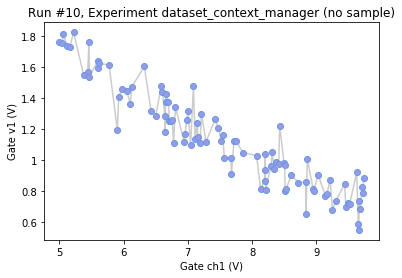 Run #10, Experiment dataset_context_manager (no sample)
1.8
1.6
1.4
1.2
1
0.8
0.6
Gate v1 (V)
5 6 7 8 9
Gate ch1 (V)